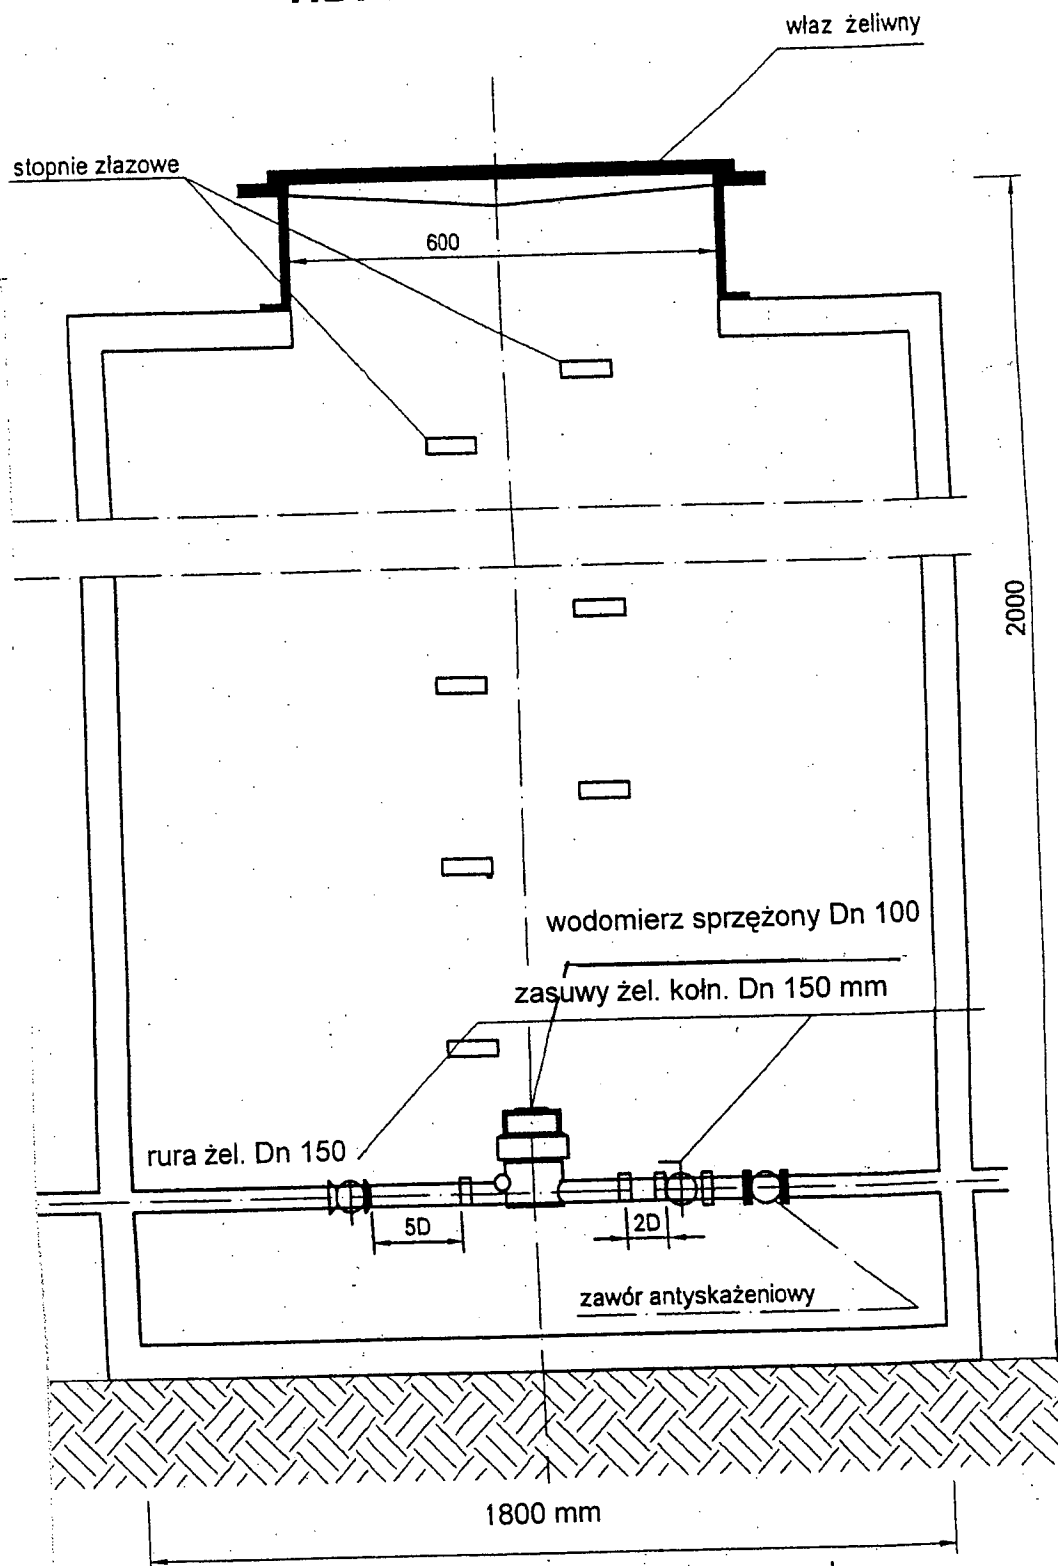 właz żeliwny
stopnie złazowe
600
2000
wodomierz sprzężony Dn 100
zasuwy żel. kołn. Dn 150 mm
rura żel. Dn 150
5D
2D
zawór antyskażeniowy
1800 mm